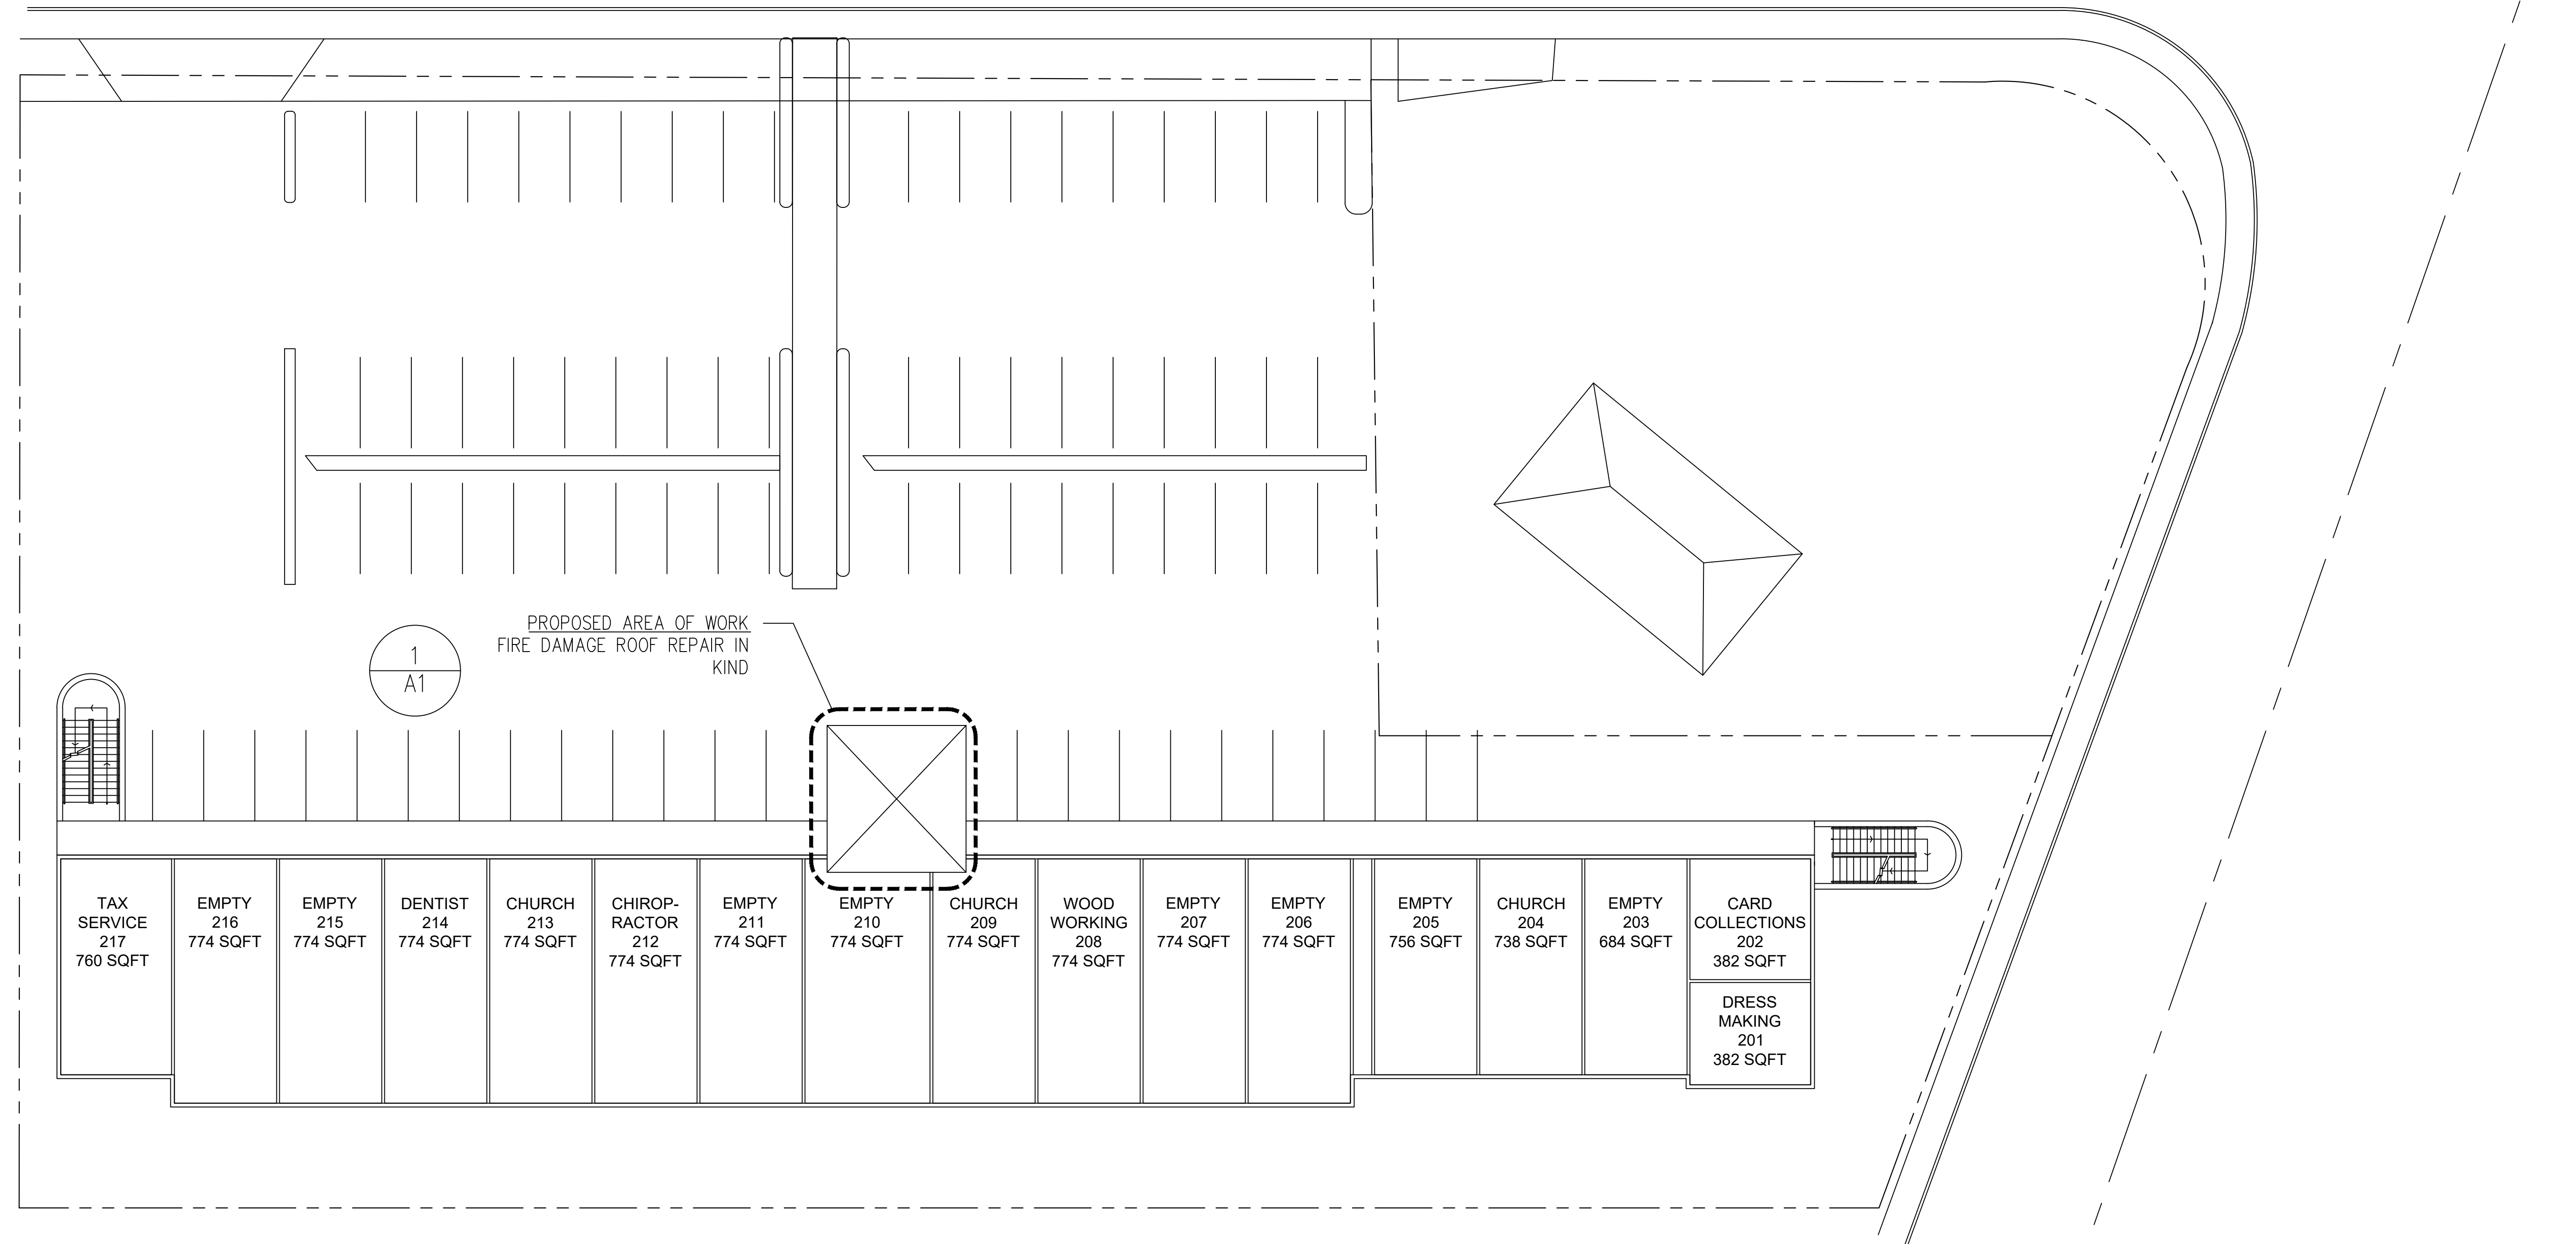 PROPOSED AREA OF WORK
FIRE DAMAGE ROOF REPAIR IN
KIND
1
A1
TAX
SERVICE
217
760 SQFT
EMPTY
216
774 SQFT
EMPTY
215
774 SQFT
DENTIST
214
774 SQFT
CHURCH
213
774 SQFT
CHIROP-
RACTOR
212
774 SQFT
EMPTY
211
774 SQFT
EMPTY
210
774 SQFT
CHURCH
209
774 SQFT
WOOD
WORKING
208
774 SQFT
EMPTY
207
774 SQFT
EMPTY
206
774 SQFT
EMPTY
205
756 SQFT
CHURCH
204
738 SQFT
EMPTY
203
684 SQFT
CARD
COLLECTIONS
202
382 SQFT
DRESS
MAKING
201
382 SQFT